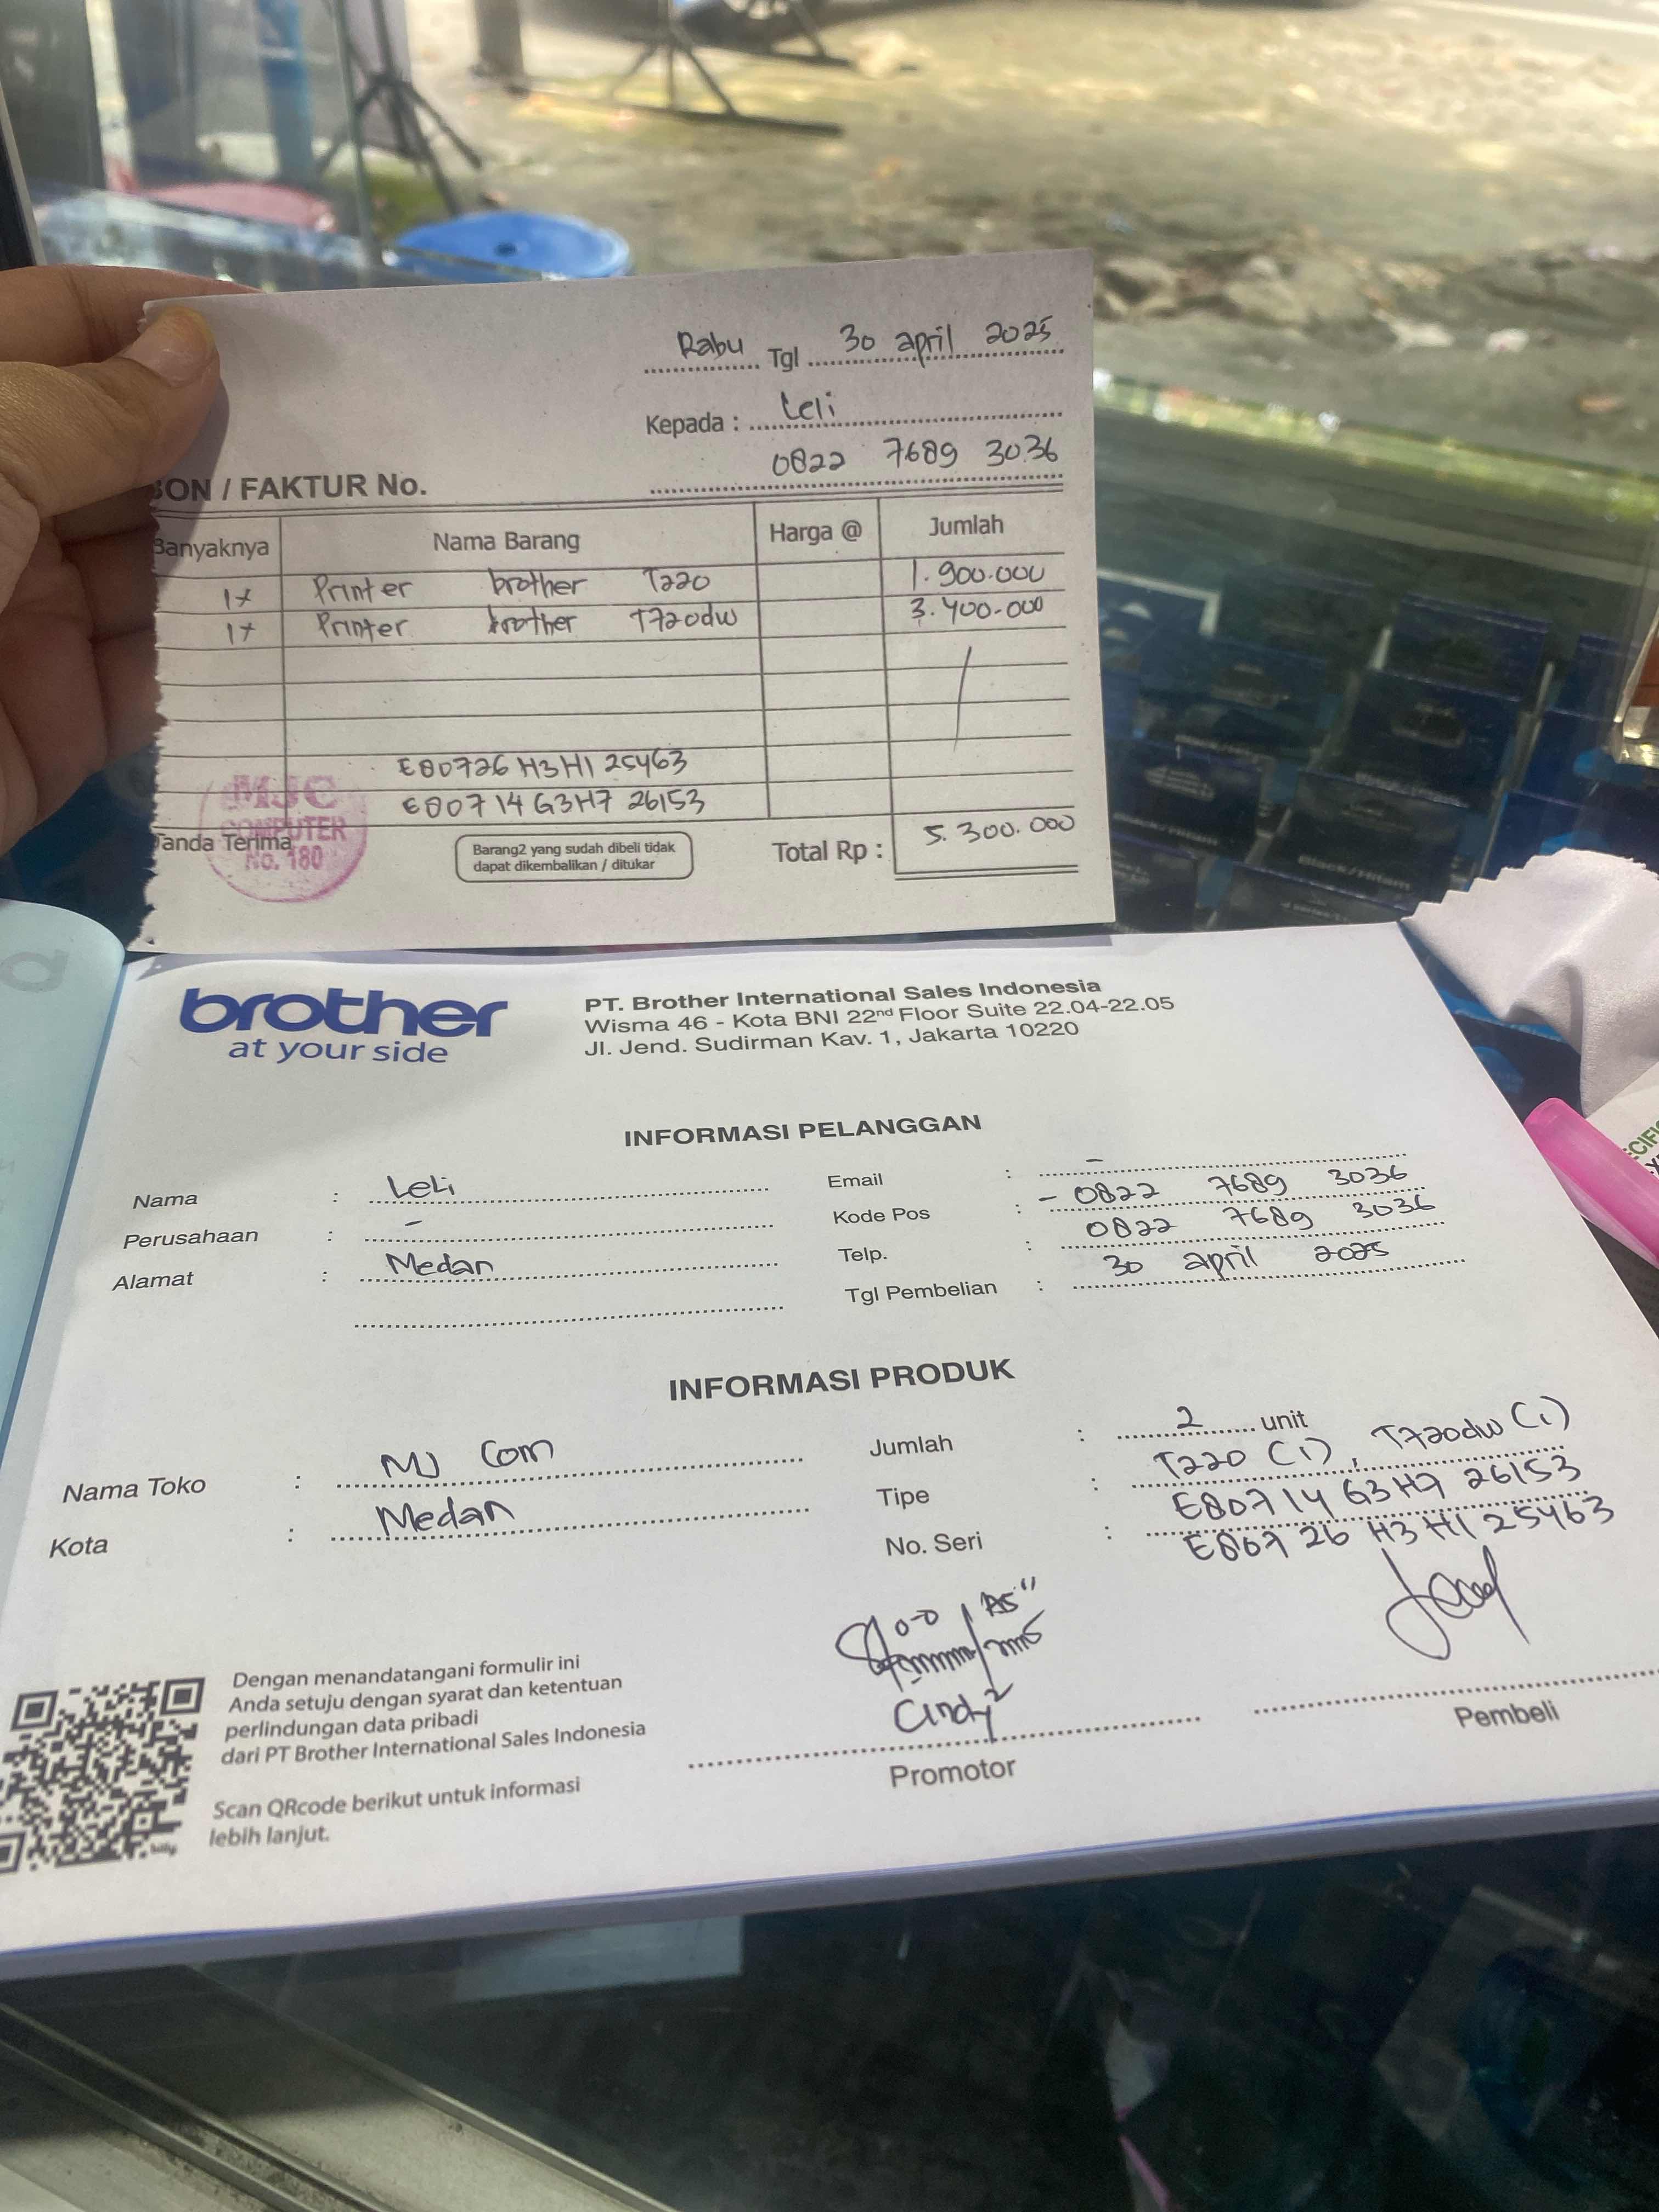 Rabu Tgl 30 april 2025
Kepada : Leli
0822 7689 3036
BON / FAKTUR No.
Banyaknya Nama Barang Harga @ Jumlah
1x Printer brother T220 1.900.000
1x Printer brother T720dw 3.400.000
E80726H3H125463
E80714G3H726153
MJC
COMPUTER
No. 180
Tanda Terima
Barang2 yang sudah dibeli tidak
dapat dikembalikan / ditukar
Total Rp : 5.300.000
brother
at your side
PT. Brother International Sales Indonesia
Wisma 46 - Kota BNI 22nd Floor Suite 22.04-22.05
Jl. Jend. Sudirman Kav. 1, Jakarta 10220
INFORMASI PELANGGAN
Nama : Leli
Perusahaan : -
Alamat : Medan
Email : -
Kode Pos : - 0822 7689 3036
Telp. : 0822 7689 3036
Tgl Pembelian : 30 april 2025
INFORMASI PRODUK
Nama Toko : MJ Com
Kota : Medan
Jumlah : 2 unit
Tipe : T220 (1), T720dw (1)
No. Seri : E80714G3H726153
E80726H3H125463
Dengan menandatangani formulir ini
Anda setuju dengan syarat dan ketentuan
perlindungan data pribadi
dari PT Brother International Sales Indonesia
Scan QRcode berikut untuk informasi
lebih lanjut.
Cindy
Promotor
Pembeli